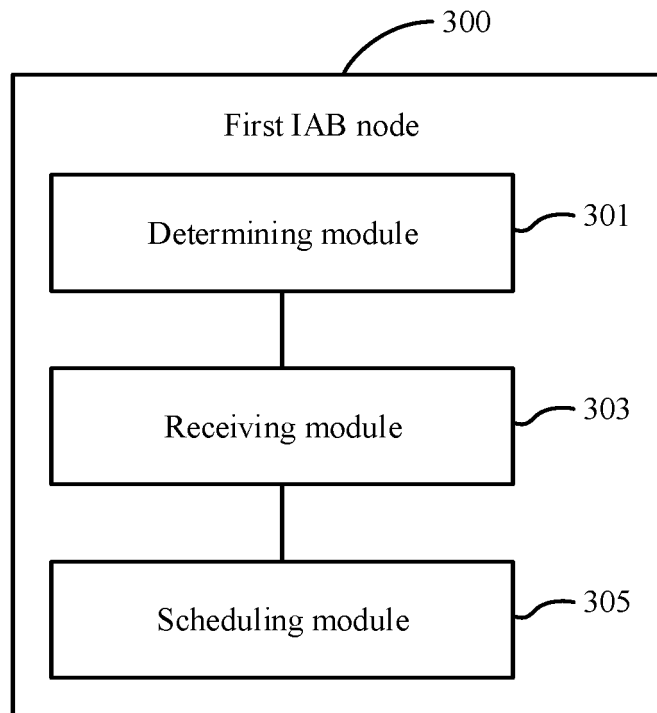 300
First IAB node
Determining module
301
Receiving module
303
Scheduling module
305